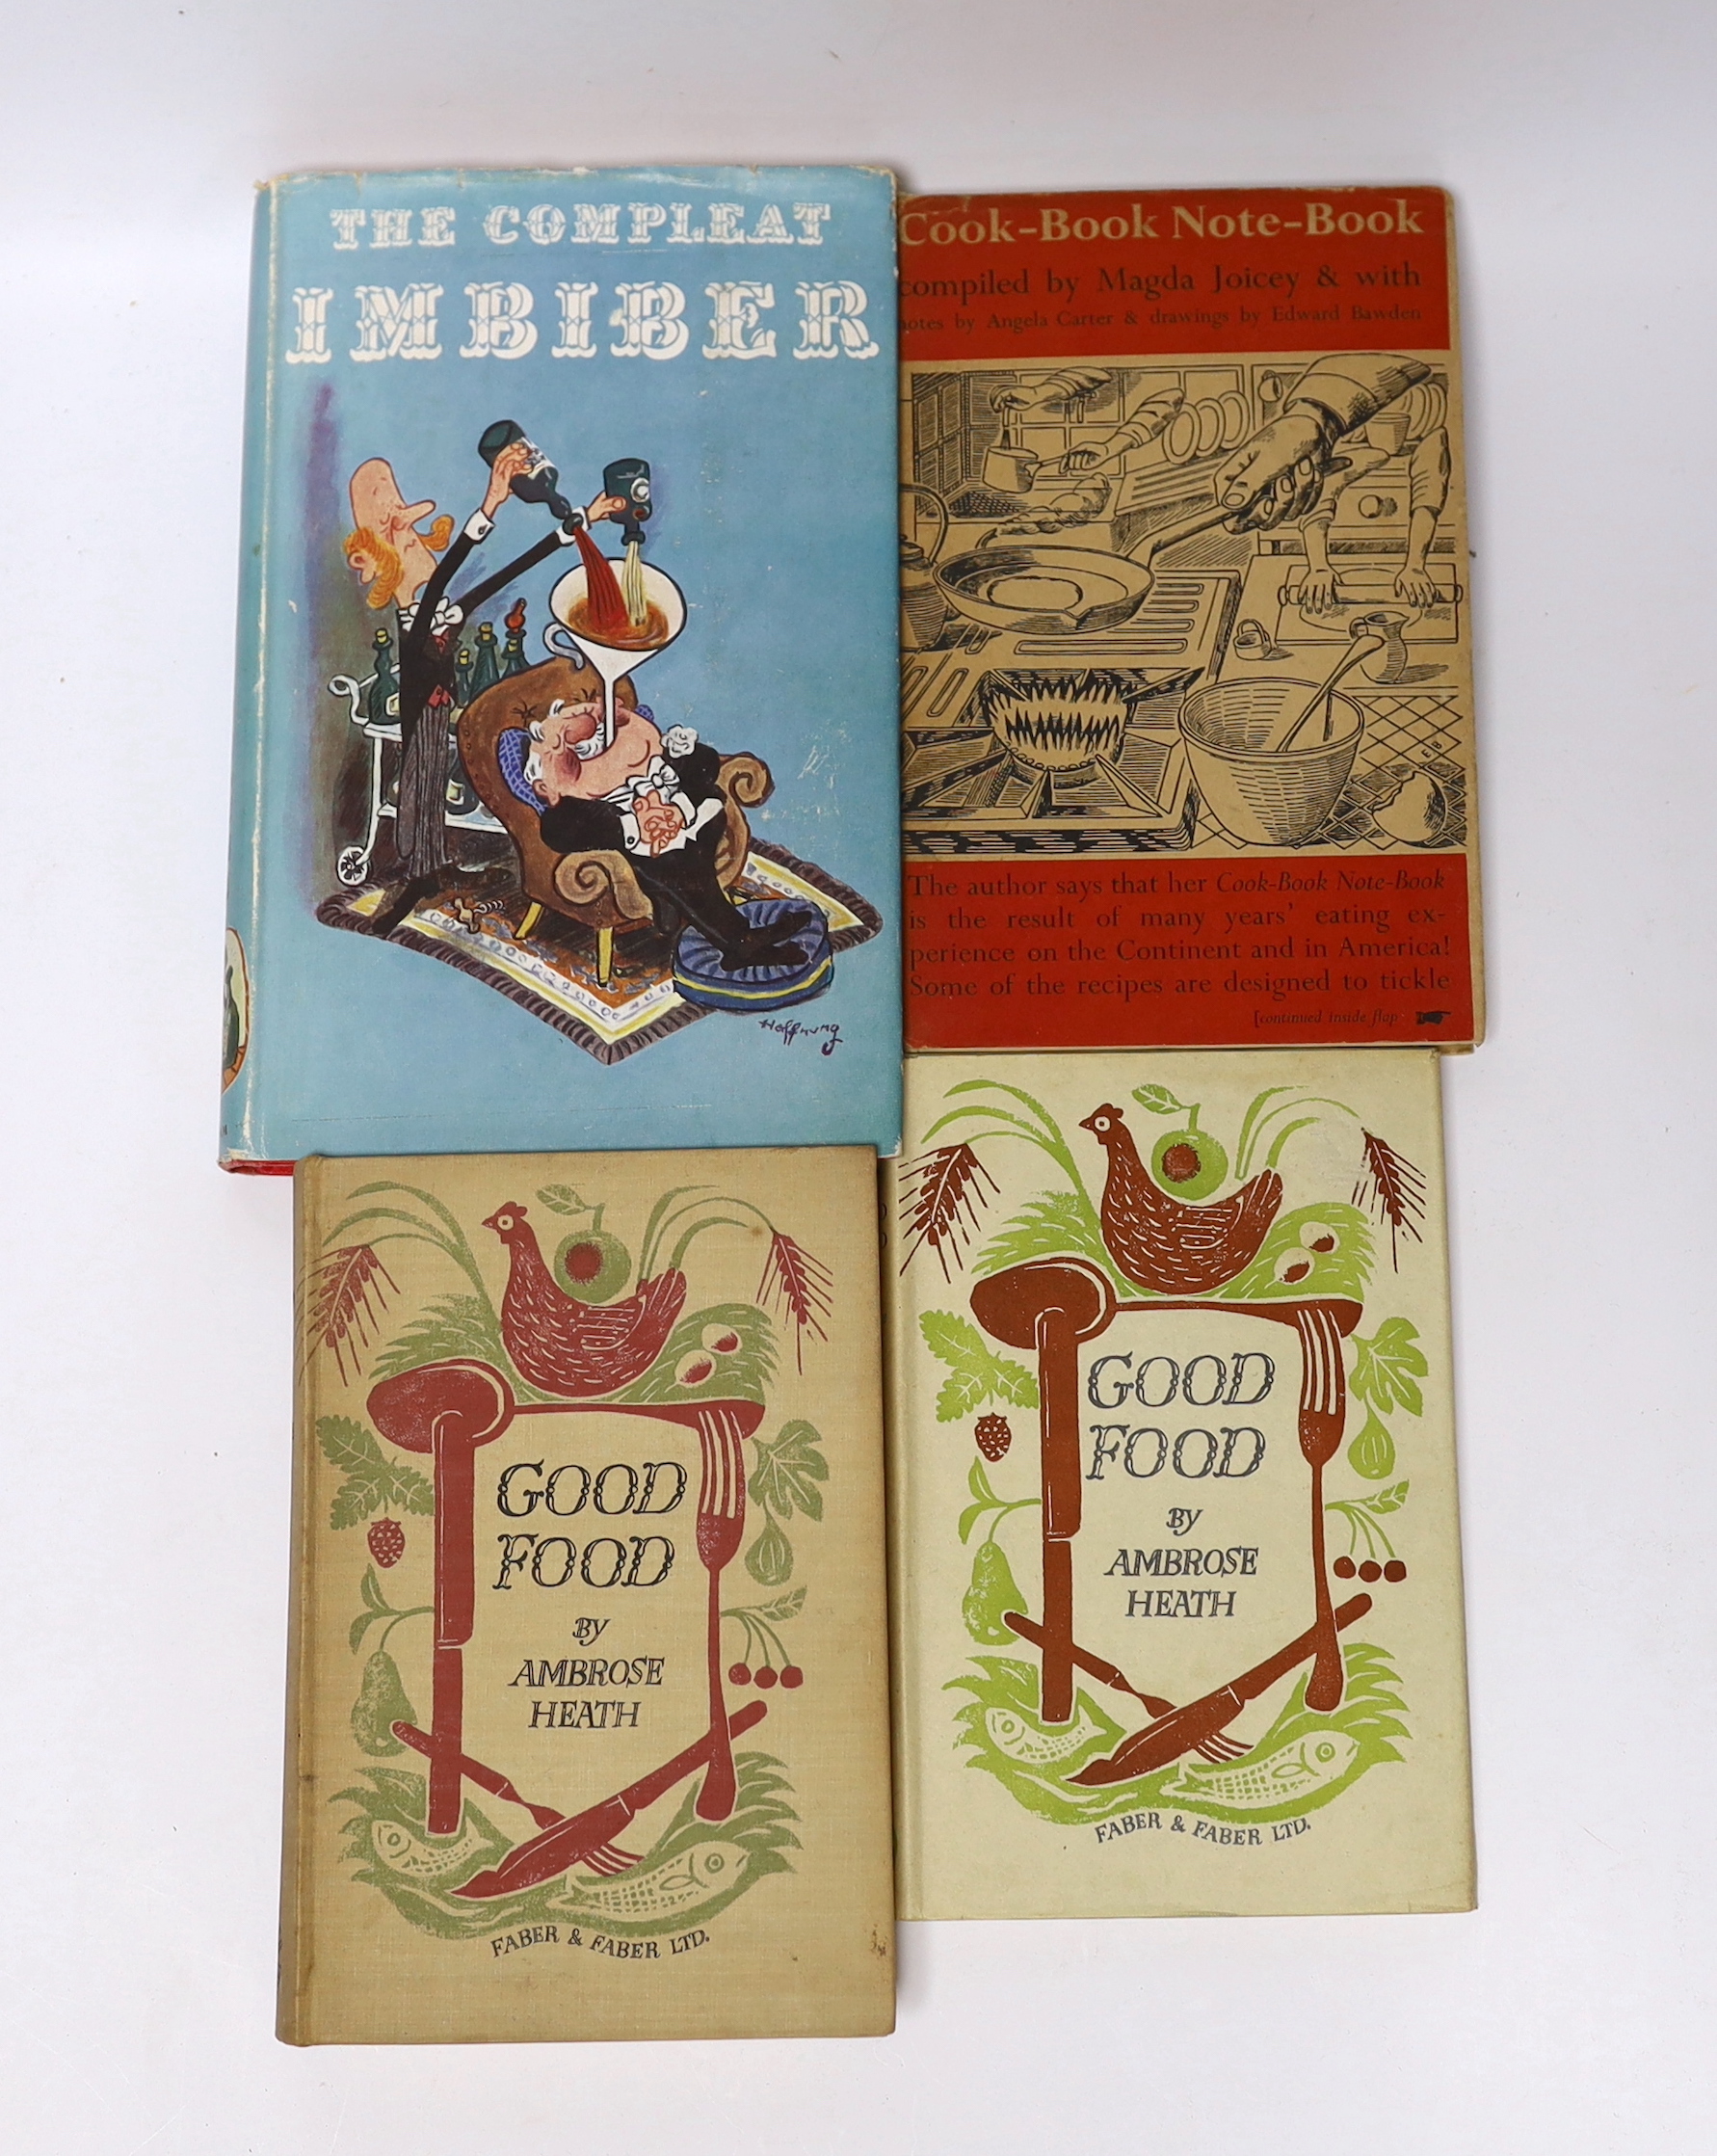 THE COMPLEAT
IMBIBER
Hoffnung
Cook-Book Note-Book
compiled by Magda Joicey & with
notes by Angela Carter & drawings by Edward Bawden
E B
The author says that her Cook-Book Note-Book
is the result of many years' eating ex-
perience on the Continent and in America!
Some of the recipes are designed to tickle
[continued inside flap
GOOD
FOOD
BY
AMBROSE
HEATH
FABER & FABER LTD.
GOOD
FOOD
BY
AMBROSE
HEATH
FABER & FABER LTD.